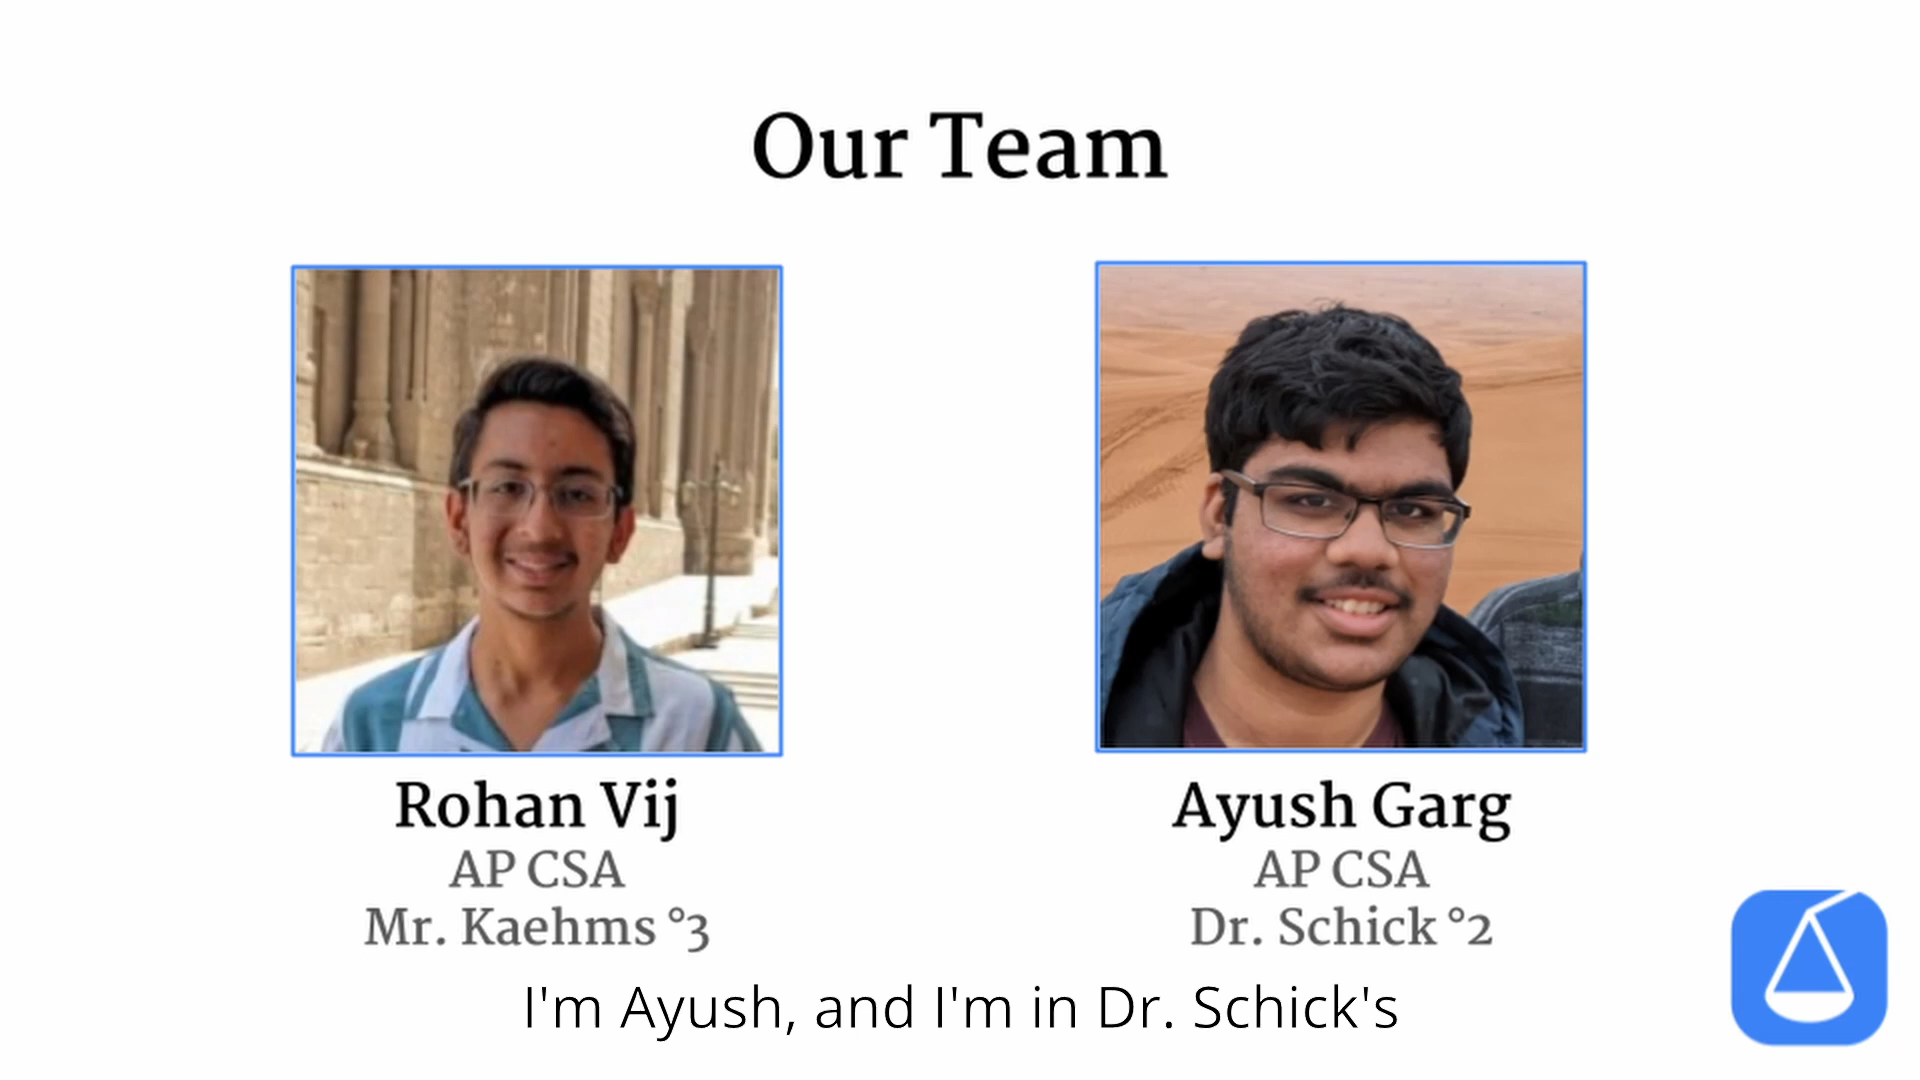 Our Team
Rohan Vij
AP CSA
Mr. Kaehms °3
Ayush Garg
AP CSA
Dr. Schick °2
I'm Ayush, and I'm in Dr. Schick's